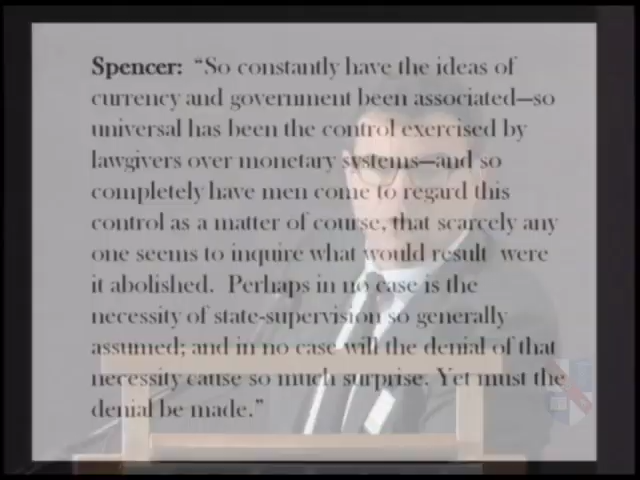 Spencer: “So constantly have the ideas of
currency and government been associated—so
universal has been the control exercised by
lawgivers over monetary systems—and so
completely have men come to regard this
control as a matter of course, that scarcely any
one seems to inquire what would result were
it abolished. Perhaps in no case is the
necessity of state-supervision so generally
assumed; and in no case will the denial of that
necessity cause so much surprise. Yet must the
denial be made.”